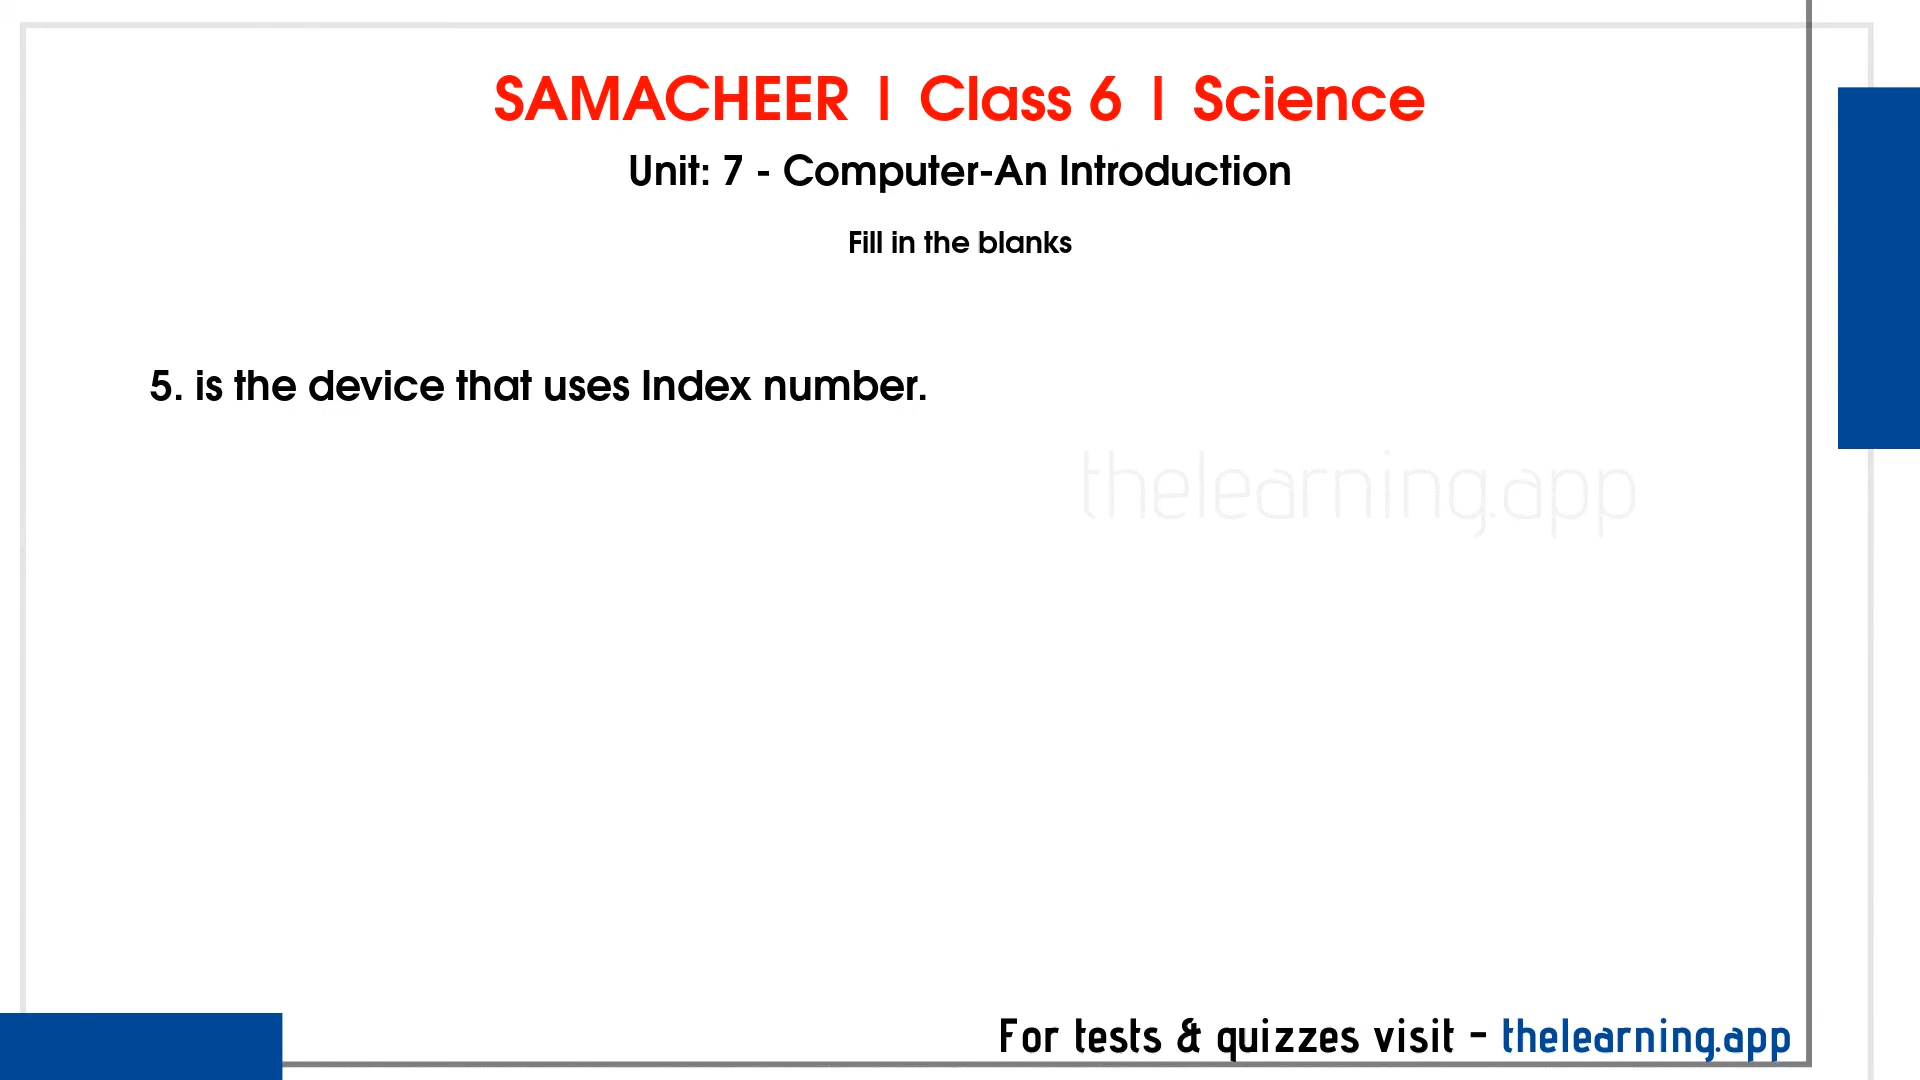 SAMACHEER | Class 6 | Science
Unit: 7 - Computer-An Introduction
Fill in the blanks
5. is the device that uses Index number.
thelearning.app
For tests & quizzes visit - thelearning.app